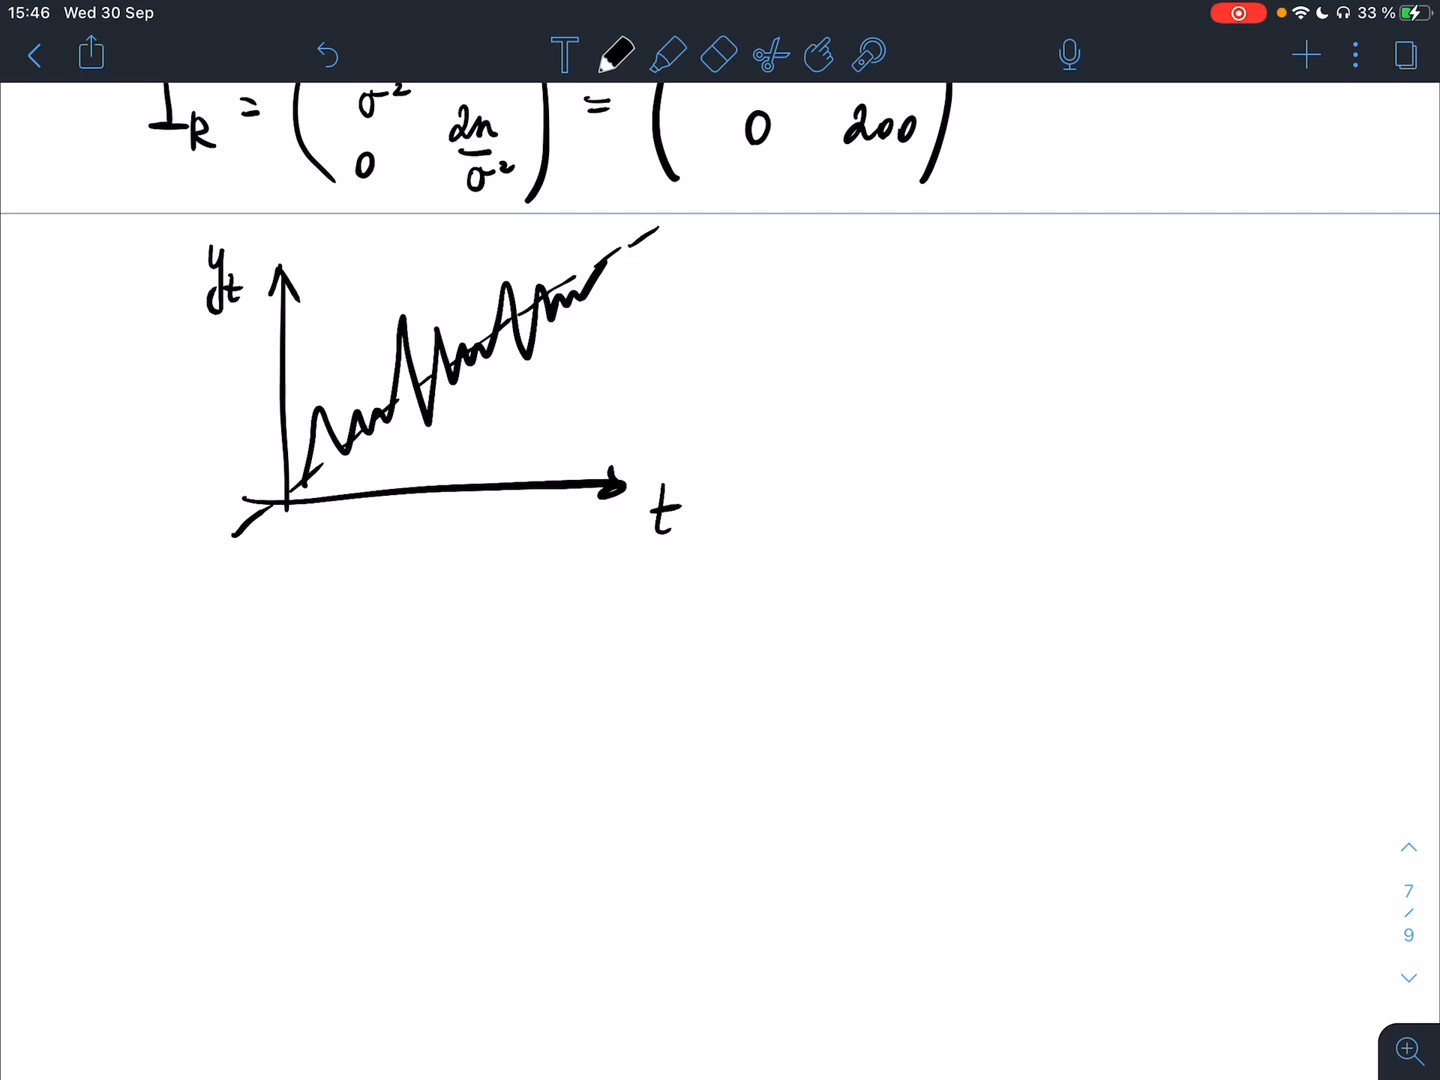 15:46 Wed 30 Sep 33 %
I_R = ( σ² = (
2n 0 200 )
0 σ² )
y_t
t
7
/
9